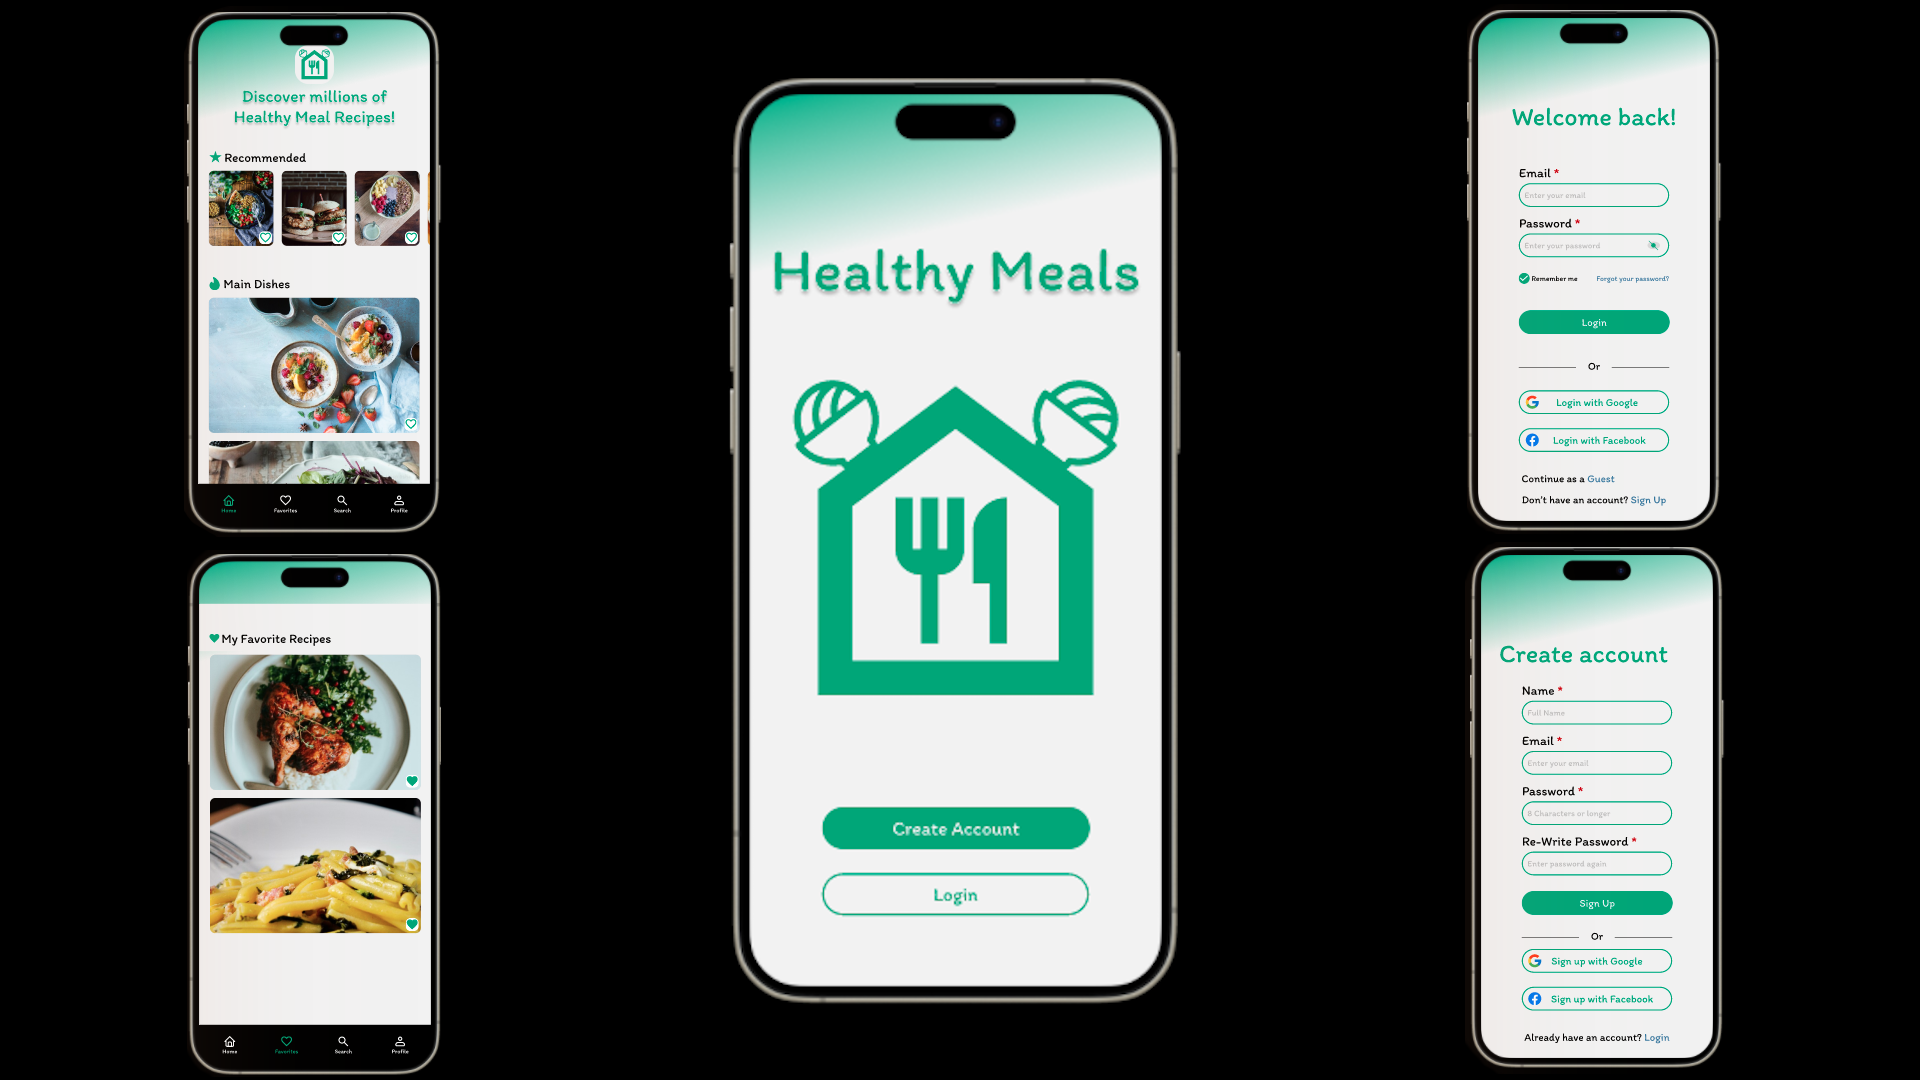 Discover millions of
Healthy Meal Recipes!
Recommended
Main Dishes
Home
Favorites
Search
Profile
My Favorite Recipes
Home
Favorites
Search
Profile
Healthy Meals
Create Account
Login
Welcome back!
Email *
Enter your email
Password *
Enter your password
Remember me
Forgot your password?
Login
Or
Login with Google
Login with Facebook
Continue as a Guest
Don't have an account? Sign Up
Create account
Name *
Full Name
Email *
Enter your email
Password *
8 Characters or longer
Re-Write Password *
Enter password again
Sign Up
Or
Sign up with Google
Sign up with Facebook
Already have an account? Login